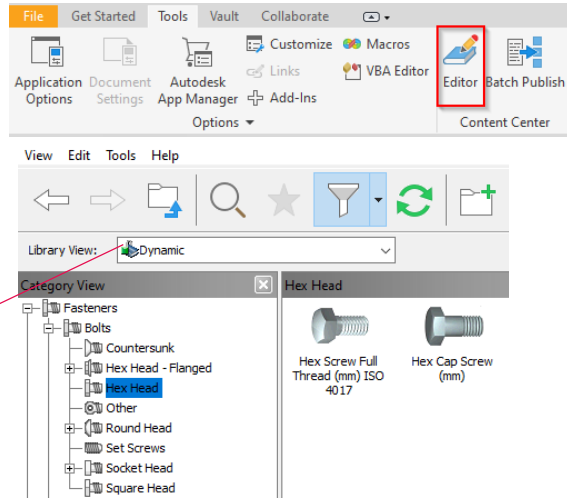 File Get Started Tools Vault Collaborate
Customize Macros
Links VBA Editor
Application Options Document Settings Autodesk App Manager Add-Ins Editor Batch Publish
Options Content Center
View Edit Tools Help
Library View: Dynamic
Category View Hex Head
Fasteners
Bolts
Countersunk
Hex Head - Flanged
Hex Head
Other
Round Head
Set Screws
Socket Head
Square Head
Hex Screw Full
Thread (mm) ISO
4017
Hex Cap Screw
(mm)